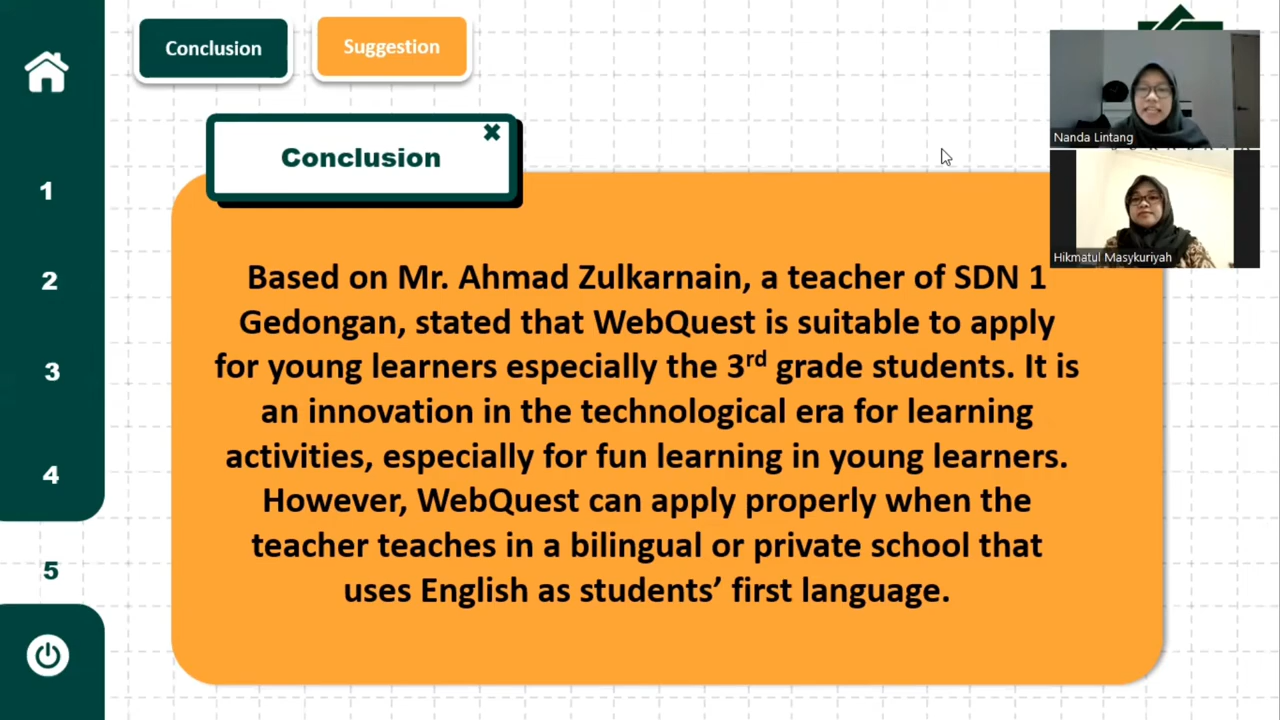 Conclusion
Suggestion
Nanda Lintang
Hikmatul Masykuriyah
1
2
3
4
5
Conclusion
Based on Mr. Ahmad Zulkarnain, a teacher of SDN 1
Gedongan, stated that WebQuest is suitable to apply
for young learners especially the 3rd grade students. It is
an innovation in the technological era for learning
activities, especially for fun learning in young learners.
However, WebQuest can apply properly when the
teacher teaches in a bilingual or private school that
uses English as students’ first language.